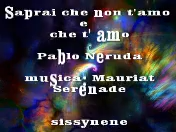 Saprai che non t'amo
e
che t' amo
Pablo Neruda
musica: Mauriat
Serenade
sissynene